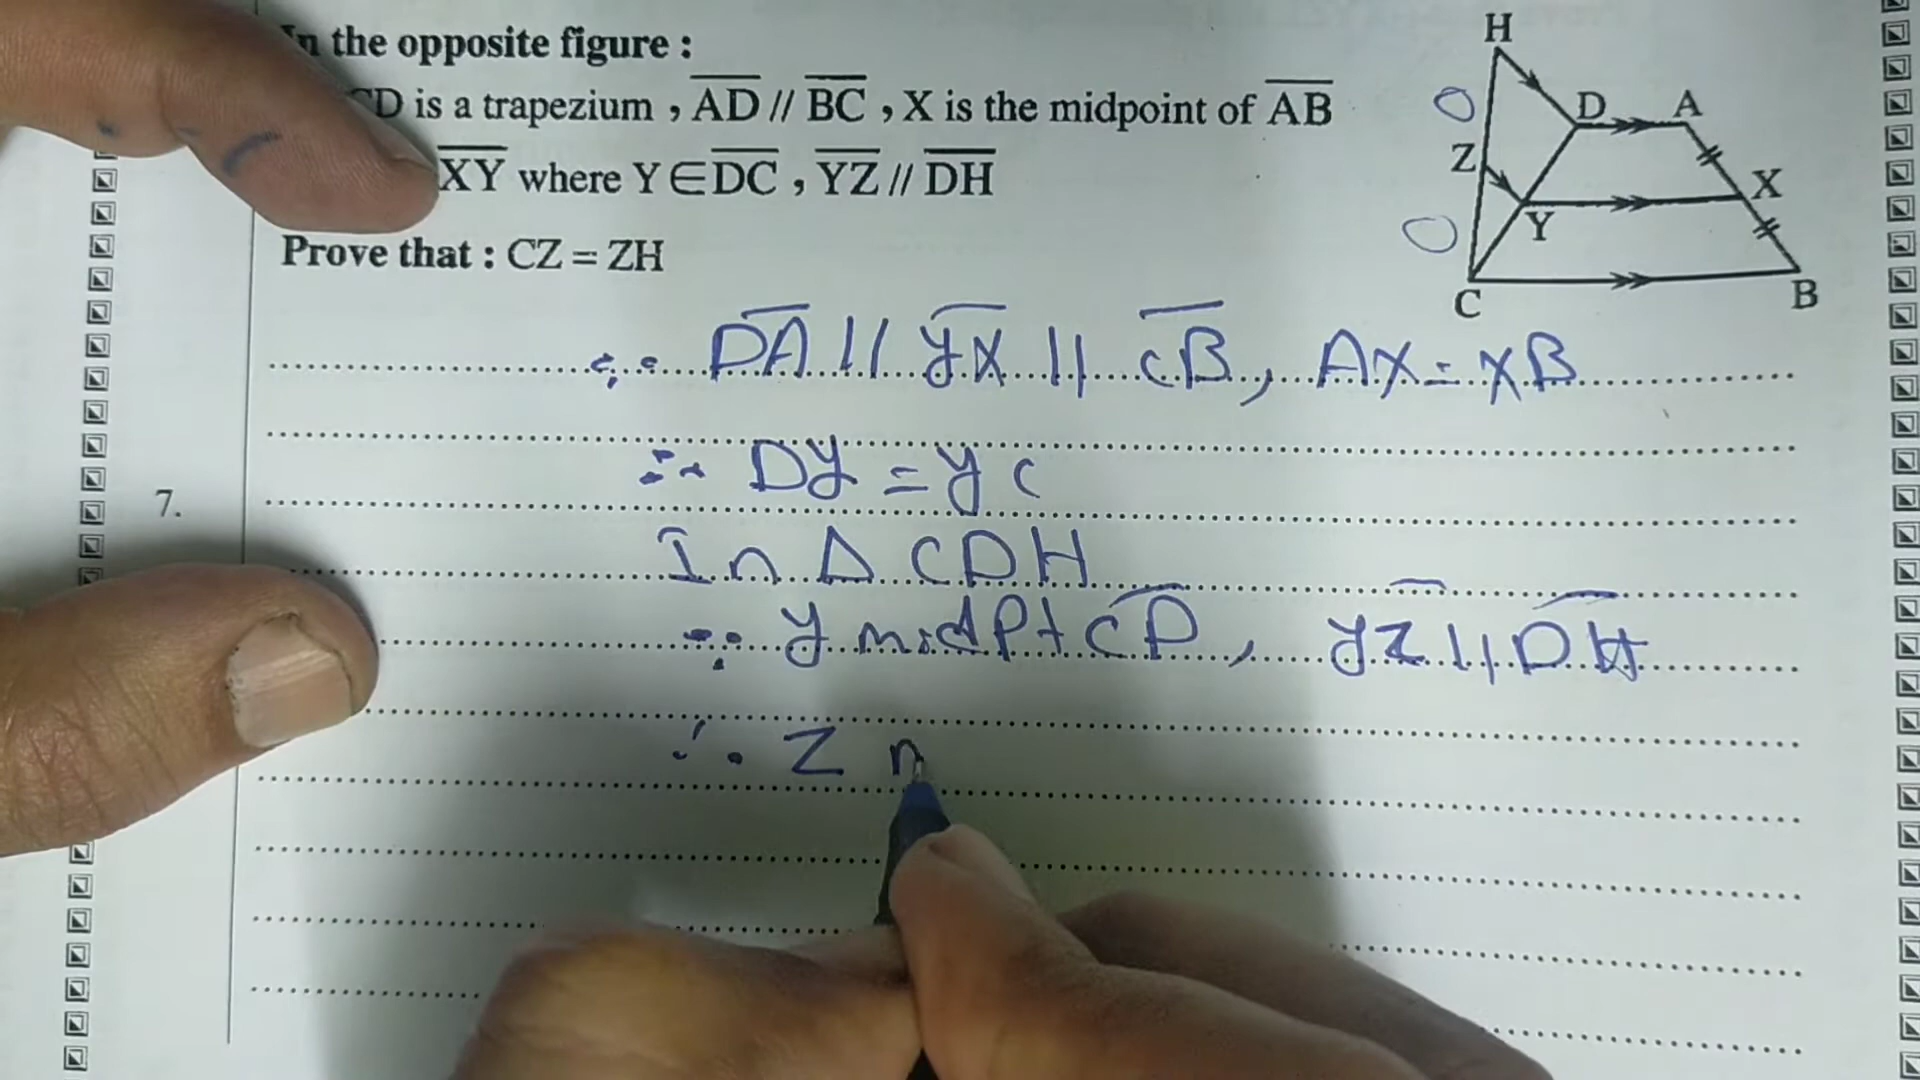 In the opposite figure :
CD is a trapezium , AD // BC , X is the midpoint of AB
XY where Y ∈ DC , YZ // DH
Prove that : CZ = ZH
H
D
A
Z
X
Y
C
B
7.
∵ DA // yX // CB, AX = XB
∴ Dy = yC
In Δ CDH
∵ y midpt CD, yZ // DH
∴ Z